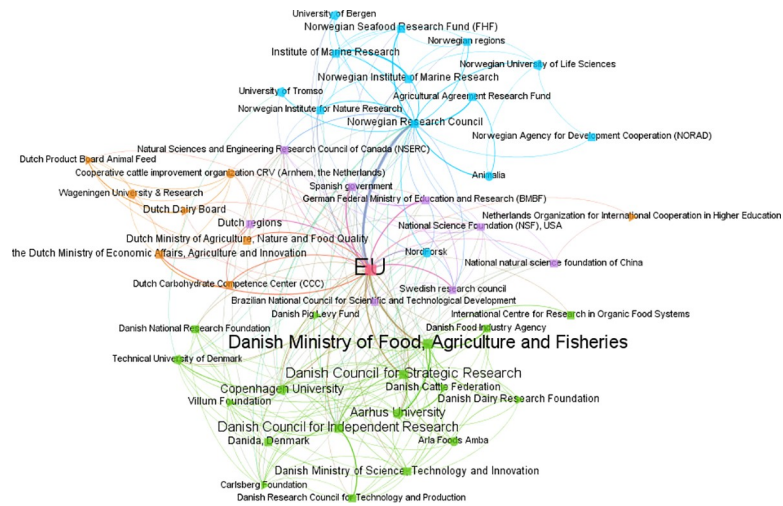 University of Bergen
Norwegian Seafood Research Fund (FHF)
Norwegian regions
Institute of Marine Research
Norwegian University of Life Sciences
Norwegian Institute of Marine Research
University of Tromso
Agricultural Agreement Research Fund
Norwegian Institute for Nature Research
Norwegian Research Council
Norwegian Agency for Development Cooperation (NORAD)
Natural Sciences and Engineering Research Council of Canada (NSERC)
Dutch Product Board Animal Feed
Cooperative cattle improvement organization CRV (Arnhem, the Netherlands)
Animalia
Spanish government
Wageningen University & Research
German Federal Ministry of Education and Research (BMBF)
Dutch Dairy Board
Netherlands Organization for International Cooperation in Higher Education
Dutch regions
National Science Foundation (NSF), USA
Dutch Ministry of Agriculture, Nature and Food Quality
the Dutch Ministry of Economic Affairs, Agriculture and Innovation
NordForsk
EU
National natural science foundation of China
Dutch Carbohydrate Competence Center (CCC)
Swedish research council
Brazilian National Council for Scientific and Technological Development
Danish Pig Levy Fund
International Centre for Research in Organic Food Systems
Danish National Research Foundation
Danish Food Industry Agency
Danish Ministry of Food, Agriculture and Fisheries
Technical University of Denmark
Danish Council for Strategic Research
Copenhagen University
Danish Cattle Federation
Villum Foundation
Danish Dairy Research Foundation
Aarhus University
Danish Council for Independent Research
Danida, Denmark
Arla Foods Amba
Danish Ministry of Science, Technology and Innovation
Carlsberg Foundation
Danish Research Council for Technology and Production